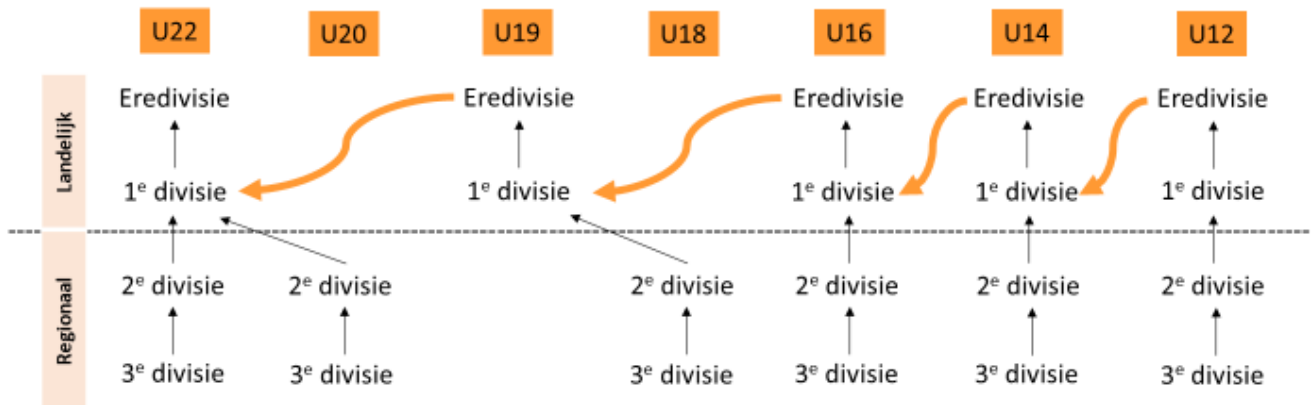 U22 U20 U19 U18 U16 U14 U12
Landelijk
Eredivisie Eredivisie Eredivisie Eredivisie Eredivisie
1e divisie 1e divisie 1e divisie 1e divisie 1e divisie
Regionaal
2e divisie 2e divisie 2e divisie 2e divisie 2e divisie 2e divisie
3e divisie 3e divisie 3e divisie 3e divisie 3e divisie 3e divisie